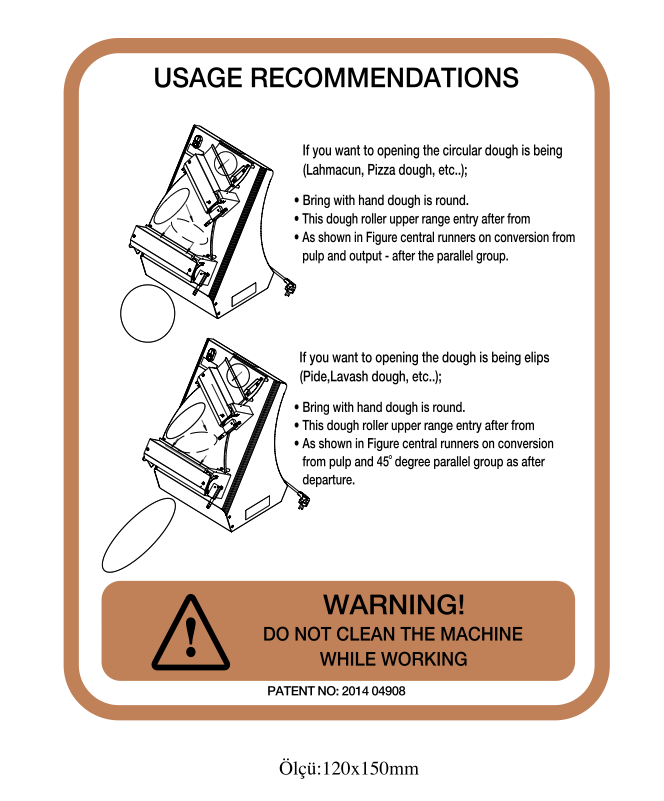 USAGE RECOMMENDATIONS
If you want to opening the circular dough is being
(Lahmacun, Pizza dough, etc..);
• Bring with hand dough is round.
• This dough roller upper range entry after from
• As shown in Figure central runners on conversion from
pulp and output - after the parallel group.
If you want to opening the dough is being elips
(Pide,Lavash dough, etc..);
• Bring with hand dough is round.
• This dough roller upper range entry after from
• As shown in Figure central runners on conversion
from pulp and 45° degree parallel group as after
departure.
WARNING!
DO NOT CLEAN THE MACHINE
WHILE WORKING
PATENT NO: 2014 04908
Ölçü:120x150mm